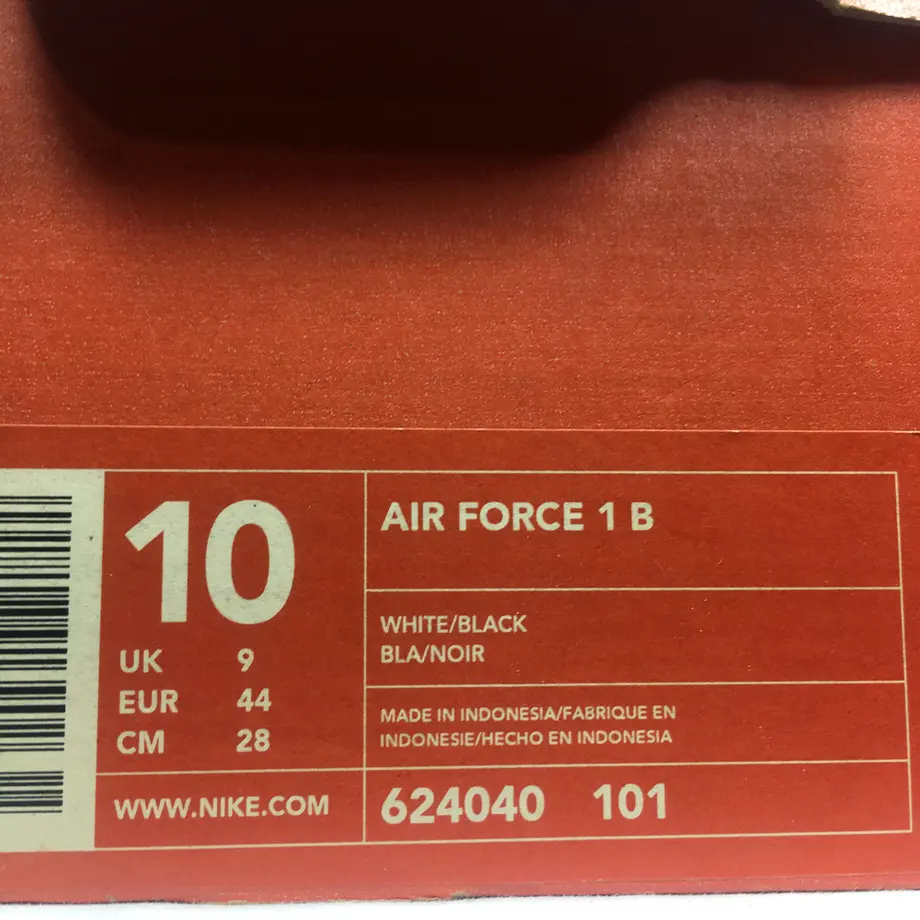 10
UK 9
EUR 44
CM 28
WWW.NIKE.COM
AIR FORCE 1 B
WHITE/BLACK
BLA/NOIR
MADE IN INDONESIA/FABRIQUE EN
INDONESIE/HECHO EN INDONESIA
624040 101